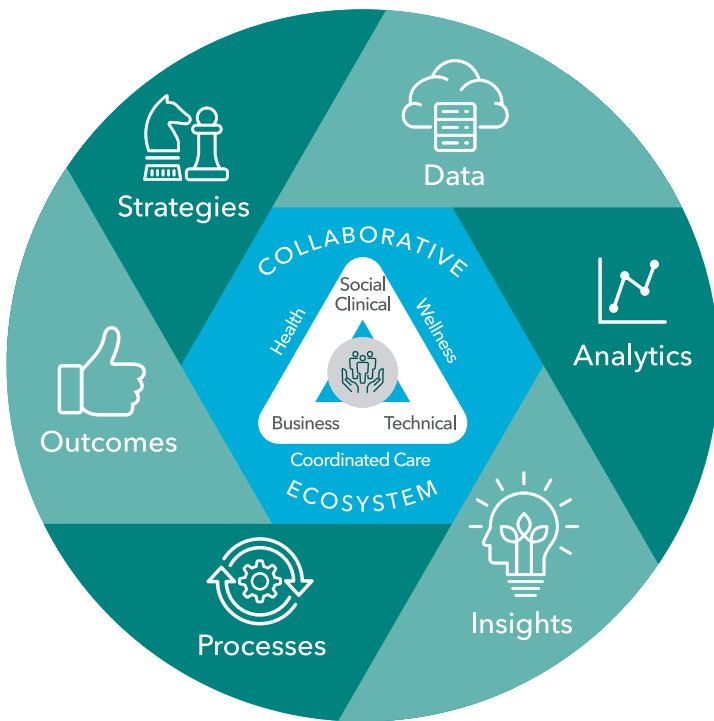 Strategies
Data
Analytics
Insights
Processes
Outcomes
COLLABORATIVE
Social
Clinical
Health
Wellness
Business
Technical
Coordinated Care
ECOSYSTEM